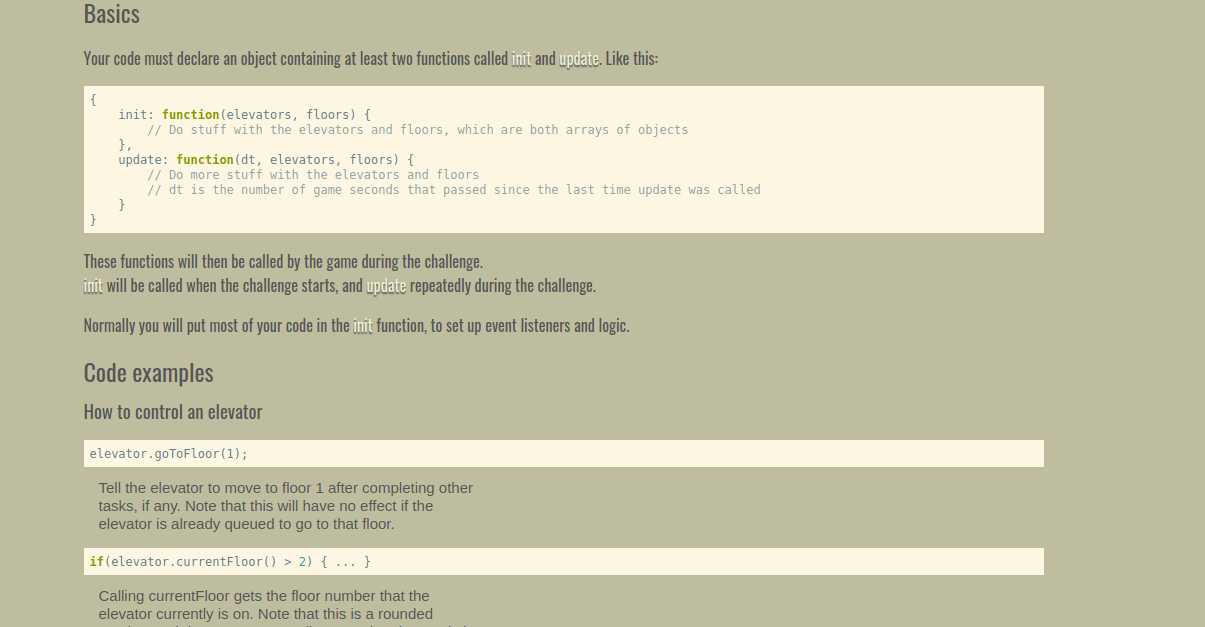 Basics
Your code must declare an object containing at least two functions called init and update. Like this:
{
    init: function(elevators, floors) {
        // Do stuff with the elevators and floors, which are both arrays of objects
    },
    update: function(dt, elevators, floors) {
        // Do more stuff with the elevators and floors
        // dt is the number of game seconds that passed since the last time update was called
    }
}
These functions will then be called by the game during the challenge.
init will be called when the challenge starts, and update repeatedly during the challenge.
Normally you will put most of your code in the init function, to set up event listeners and logic.
Code examples
How to control an elevator
elevator.goToFloor(1);
Tell the elevator to move to floor 1 after completing other
tasks, if any. Note that this will have no effect if the
elevator is already queued to go to that floor.
if(elevator.currentFloor() > 2) { ... }
Calling currentFloor gets the floor number that the
elevator currently is on. Note that this is a rounded